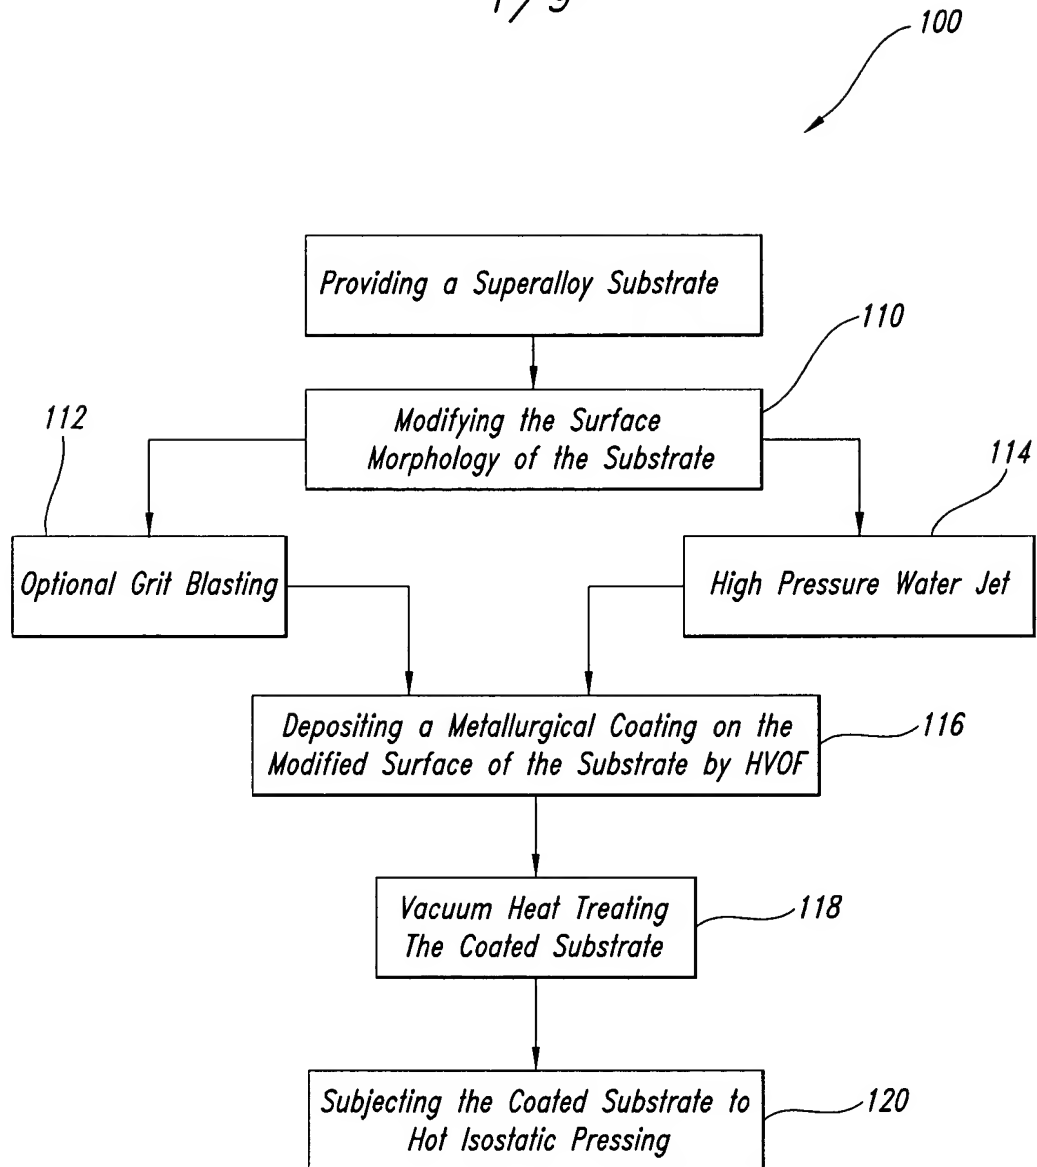 100
Providing a Superalloy Substrate
110
Modifying the Surface
Morphology of the Substrate
112
114
Optional Grit Blasting
High Pressure Water Jet
Depositing a Metallurgical Coating on the
Modified Surface of the Substrate by HVOF
116
Vacuum Heat Treating
The Coated Substrate
118
Subjecting the Coated Substrate to
Hot Isostatic Pressing
120